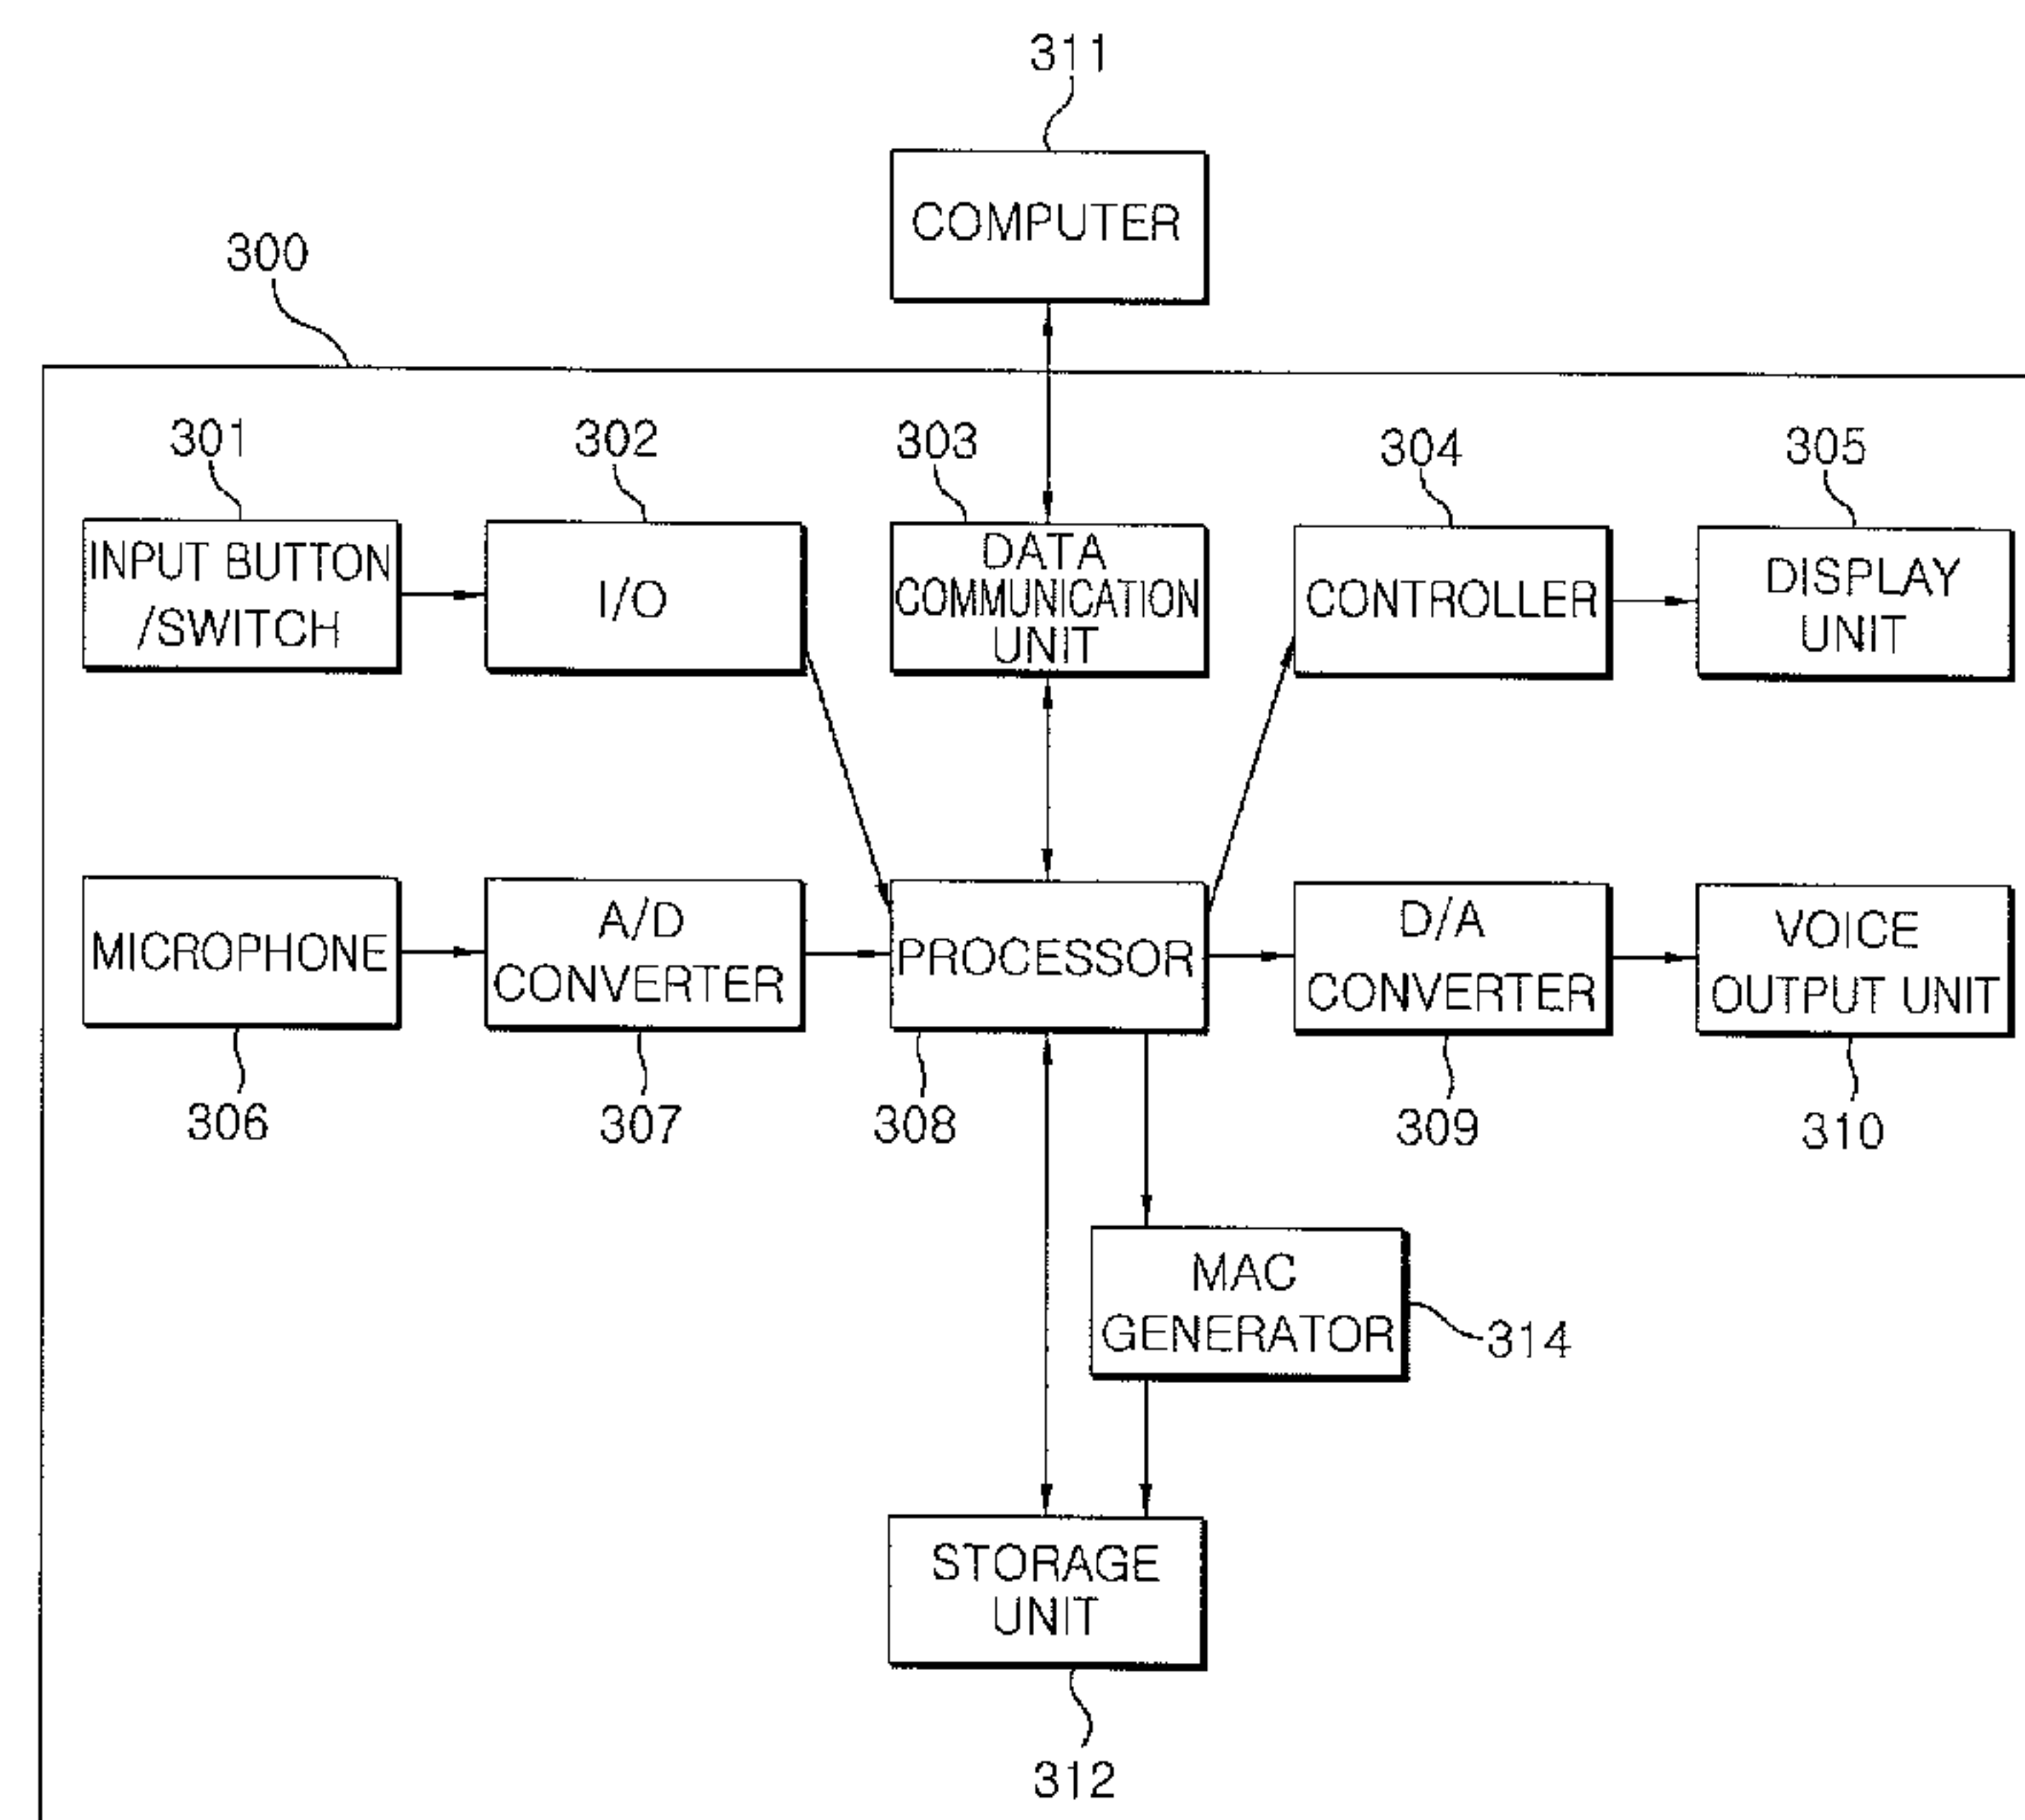 311
COMPUTER
300
301
302
303
304
305
INPUT BUTTON
/SWITCH
I/O
DATA
COMMUNICATION
UNIT
CONTROLLER
DISPLAY
UNIT
MICROPHONE
A/D
CONVERTER
PROCESSOR
D/A
CONVERTER
VOICE
OUTPUT UNIT
306
307
308
309
310
MAC
GENERATOR
314
STORAGE
UNIT
312